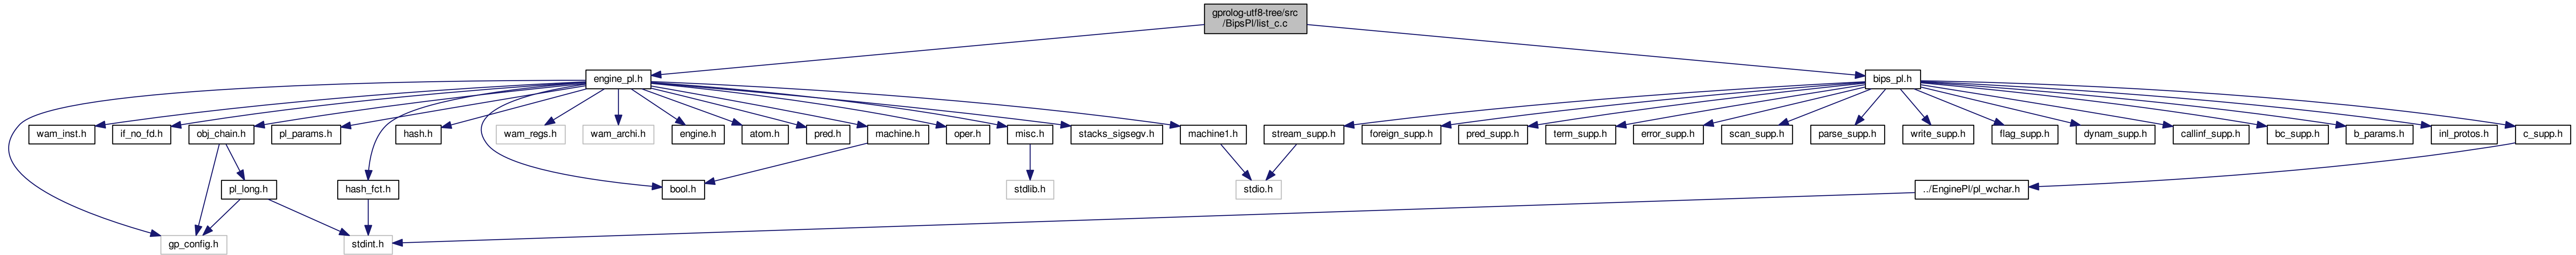 gprolog-utf8-tree/src
/BipsPl/list_c.c
engine_pl.h
bips_pl.h
wam_inst.h
if_no_fd.h
obj_chain.h
pl_params.h
hash.h
wam_regs.h
wam_archi.h
engine.h
atom.h
pred.h
machine.h
oper.h
misc.h
stacks_sigsegv.h
machine1.h
stream_supp.h
foreign_supp.h
pred_supp.h
term_supp.h
error_supp.h
scan_supp.h
parse_supp.h
write_supp.h
flag_supp.h
dynam_supp.h
callinf_supp.h
bc_supp.h
b_params.h
inl_protos.h
c_supp.h
pl_long.h
hash_fct.h
bool.h
stdlib.h
stdio.h
../EnginePl/pl_wchar.h
gp_config.h
stdint.h